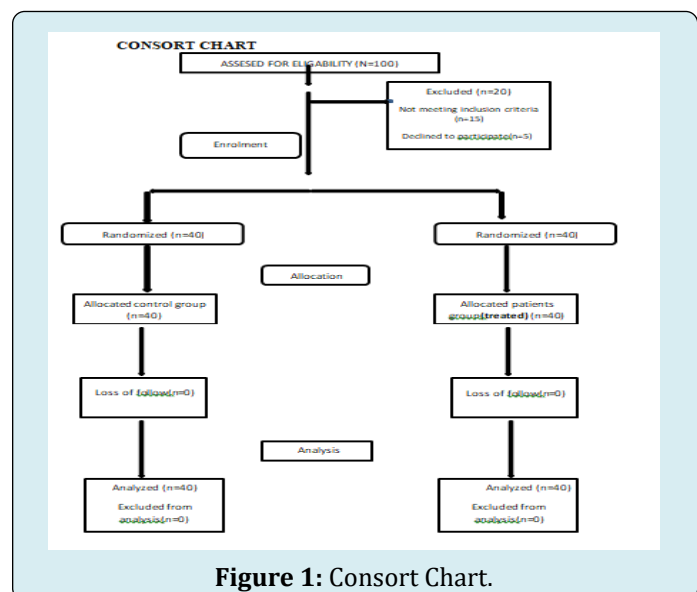 CONSORT CHART
ASSESED FOR ELIGABILITY (N=100)
Excluded (n=20)
Not meeting inclusion criteria
(n=15)
Declined to participate(n=5)
Enrolment
Randomized (n=40)
Randomized (n=40)
Allocation
Allocated control group
(n=40)
Allocated patients
group(treated) (n=40)
Loss of follow(n=0)
Loss of follow(n=0)
Analysis
Analyzed (n=40)
Excluded from
analysis(n=0)
Analyzed (n=40)
Excluded from
analysis(n=0)
Figure 1: Consort Chart.